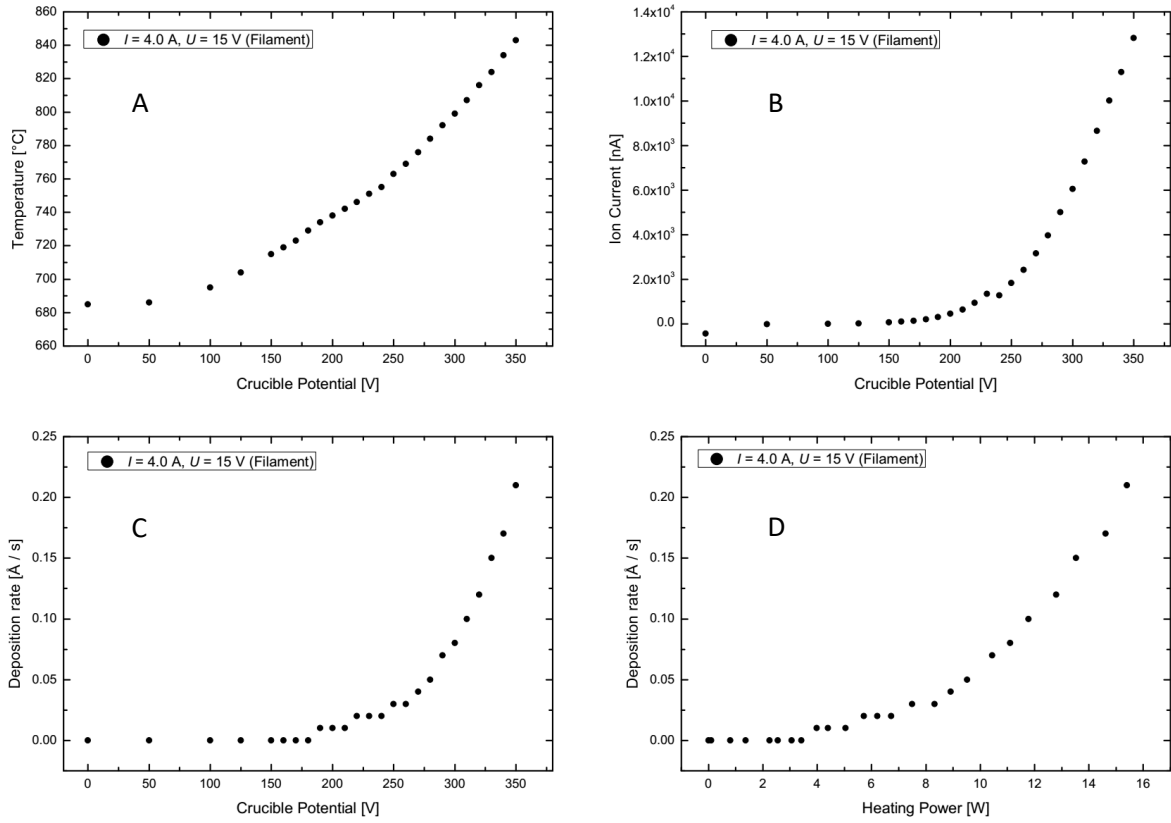 860
840
820
800
780
760
740
720
700
680
660
Temperature [°C]
I = 4.0 A, U = 15 V (Filament)
A
0 50 100 150 200 250 300 350
Crucible Potential [V]
1.4x10⁴
1.2x10⁴
1.0x10⁴
8.0x10³
6.0x10³
4.0x10³
2.0x10³
0.0
Ion Current [nA]
I = 4.0 A, U = 15 V (Filament)
B
0 50 100 150 200 250 300 350
Crucible Potential [V]
0.25
0.20
0.15
0.10
0.05
0.00
Deposition rate [Å / s]
I = 4.0 A, U = 15 V (Filament)
C
0 50 100 150 200 250 300 350
Crucible Potential [V]
0.25
0.20
0.15
0.10
0.05
0.00
Deposition rate [Å / s]
I = 4.0 A, U = 15 V (Filament)
D
0 2 4 6 8 10 12 14 16
Heating Power [W]